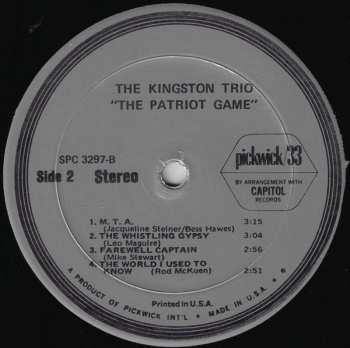 THE KINGSTON TRIO
"THE PATRIOT GAME"
SPC 3297-B
Side 2 Stereo
pickwick/33
BY ARRANGEMENT WITH
CAPITOL
RECORDS
1. M. T. A. 3:15
(Jacqueline Steiner/Bess Hawes)
2. THE WHISTLING GYPSY 3:04
(Leo Maguire)
3. FAREWELL CAPTAIN 2:56
(Mike Stewart)
4. THE WORLD I USED TO
KNOW (Rod McKuen) 2:51
Printed in U.S.A.
A PRODUCT OF PICKWICK INT'L • MADE IN U.S.A. • ®